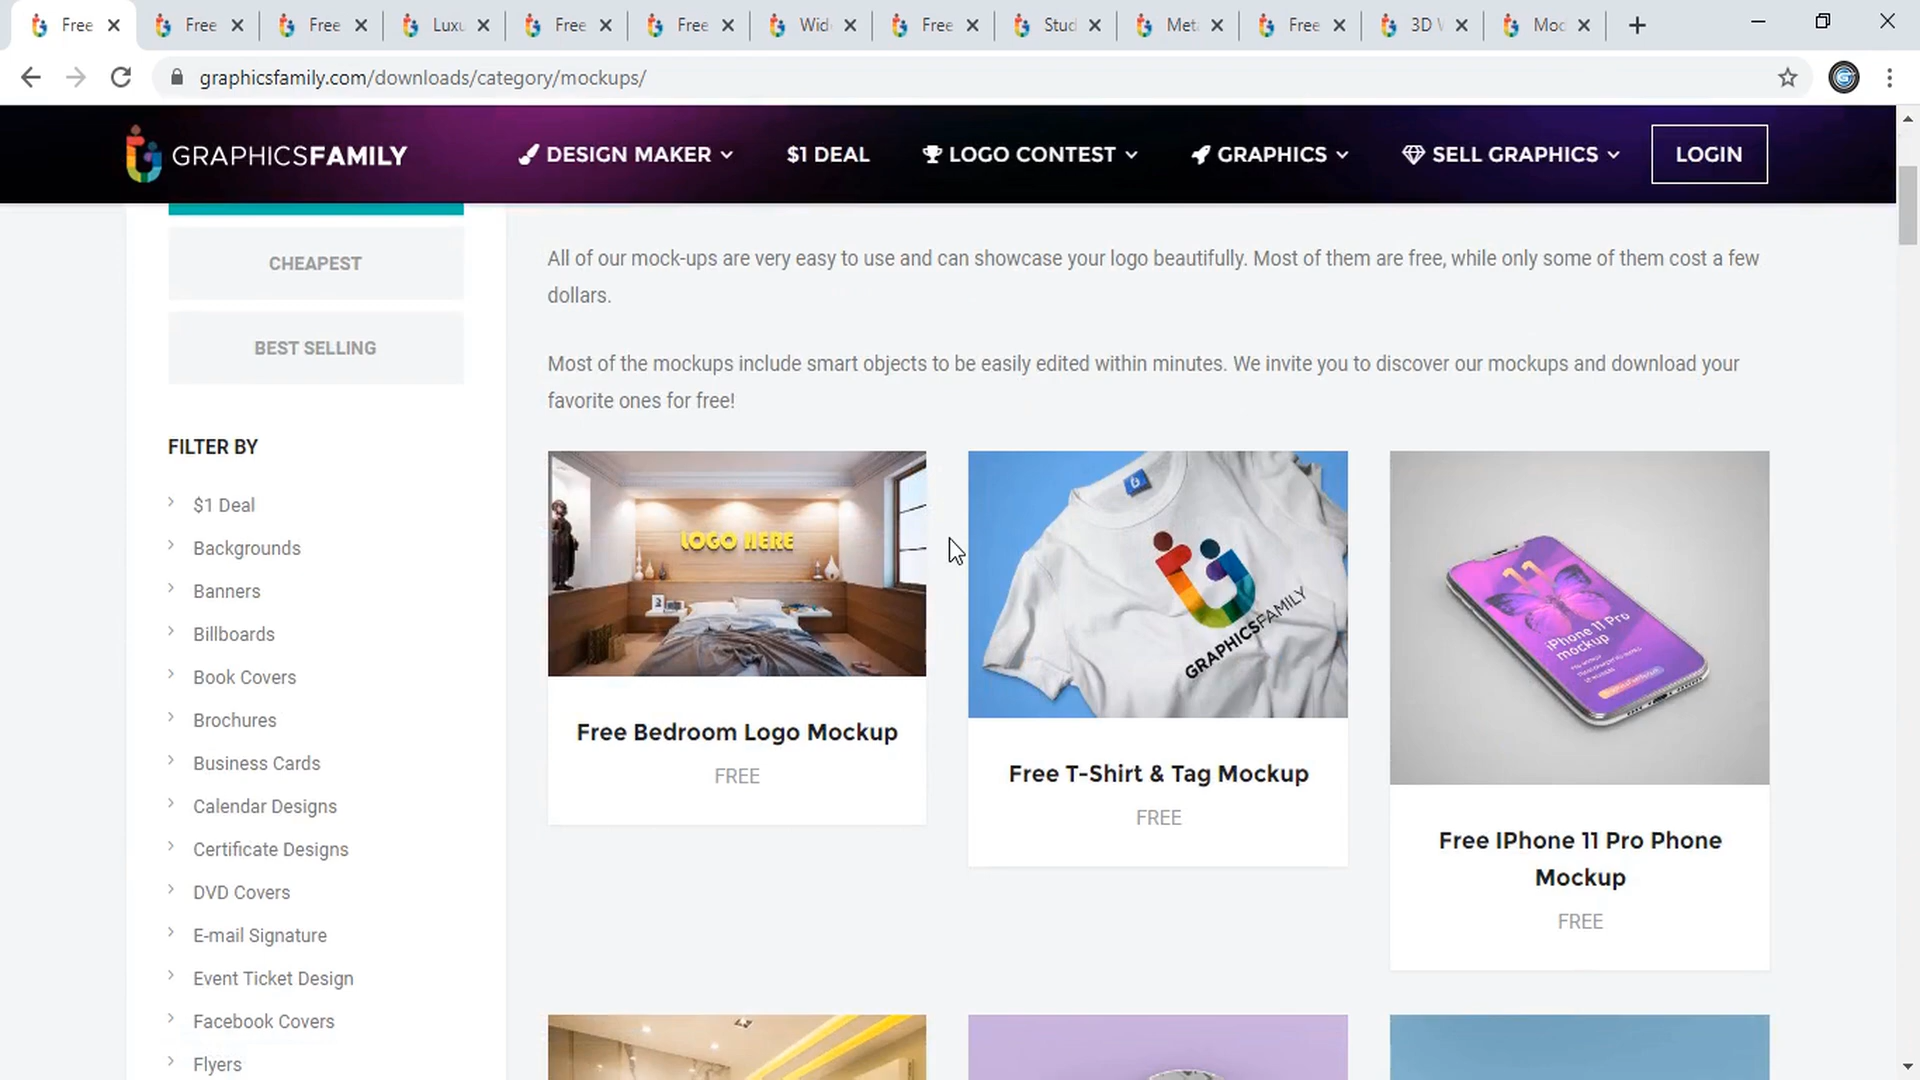 Free
Free
Free
Luxu
Free
Free
Wid
Free
Stud
Met
Free
3D
Moc
graphicsfamily.com/downloads/category/mockups/
GRAPHICSFAMILY
DESIGN MAKER
$1 DEAL
LOGO CONTEST
GRAPHICS
SELL GRAPHICS
LOGIN
CHEAPEST
BEST SELLING
FILTER BY
$1 Deal
Backgrounds
Banners
Billboards
Book Covers
Brochures
Business Cards
Calendar Designs
Certificate Designs
DVD Covers
E-mail Signature
Event Ticket Design
Facebook Covers
Flyers
All of our mock-ups are very easy to use and can showcase your logo beautifully. Most of them are free, while only some of them cost a few
dollars.
Most of the mockups include smart objects to be easily edited within minutes. We invite you to discover our mockups and download your
favorite ones for free!
LOGO HERE
Free Bedroom Logo Mockup
FREE
GRAPHICSFAMILY
Free T-Shirt & Tag Mockup
FREE
11
iPhone 11 Pro
mockup
Free IPhone 11 Pro Phone
Mockup
FREE